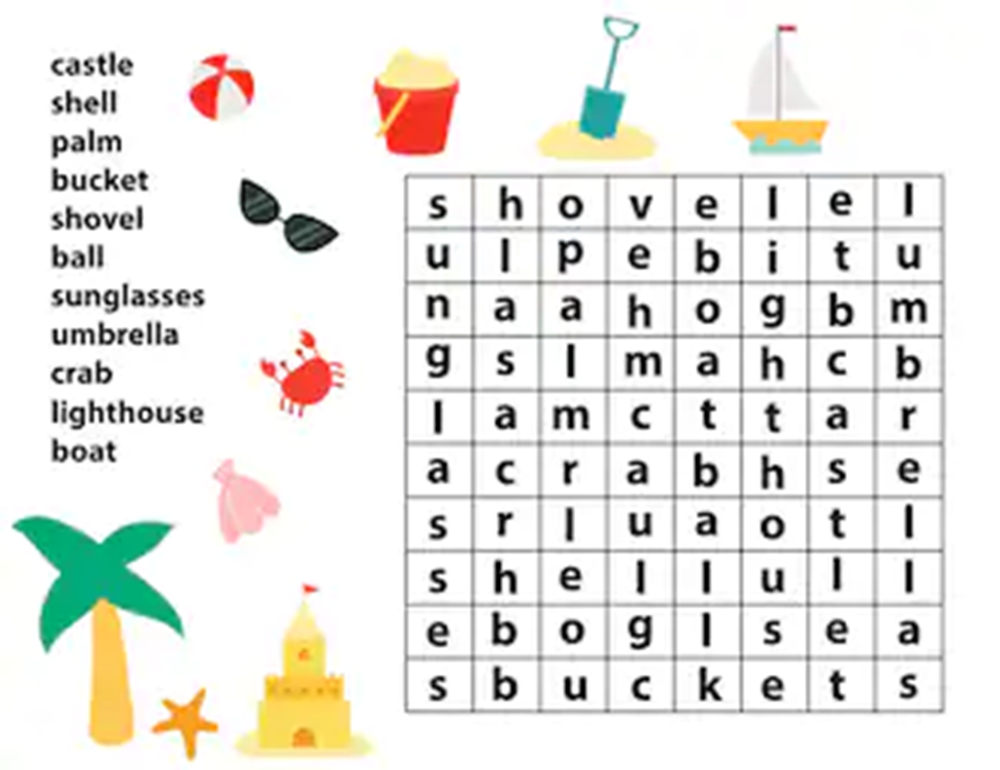 castle
shell
palm
bucket
shovel
ball
sunglasses
umbrella
crab
lighthouse
boat
s h o v e l e l
u l p e b i t u
n a a h o g b m
g s l m a h c b
l a m c t t a r
a c r a b h s e
s r l u a o t l
s h e l l u l l
e b o g l s e a
s b u c k e t s